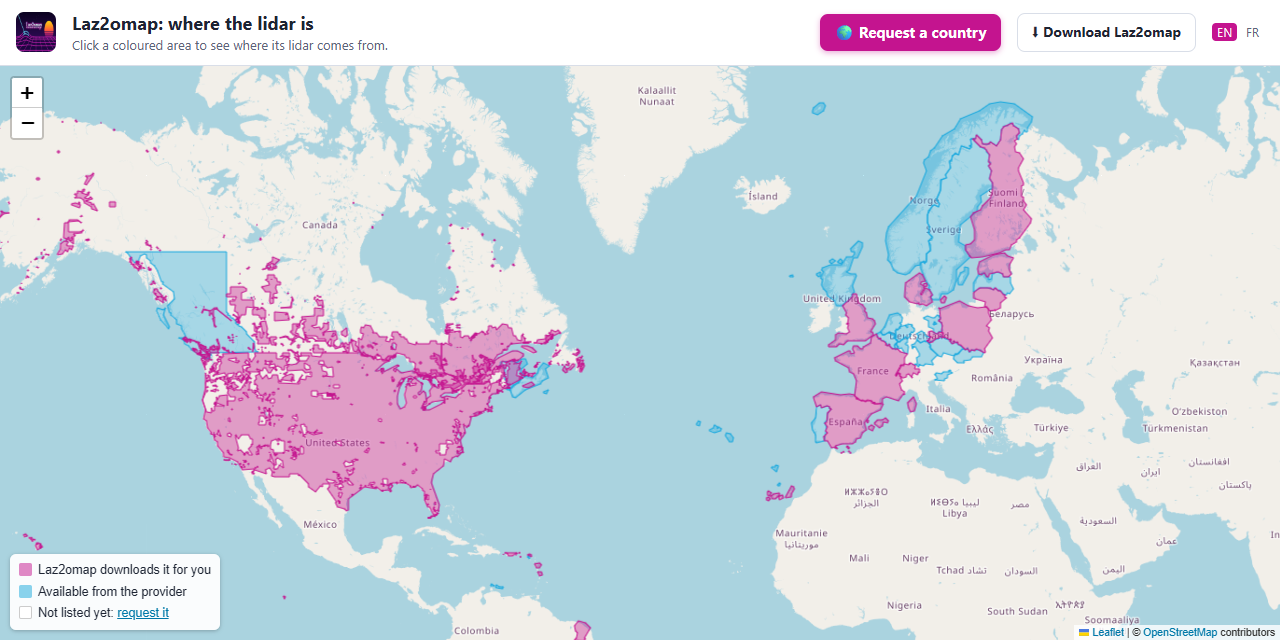 Laz2omap: where the lidar is
Click a coloured area to see where its lidar comes from.
🌍 Request a country
⬇ Download Laz2omap
EN FR
+
−
Kalaallit
Nunaat
Ísland
Canada
Norge
Suomi
Finland
Sverige
United Kingdom
Беларусь
Deutschland
Україна
Қазақстан
France
România
Italia
Oʻzbekiston
España
Ελλάς
Türkiye
Türkmenistan
United States
العراق
ایران
افغانستان
پاکستان
الجزائر
ليبيا
Libya
مصر
السعودية
México
Mauritanie
موريتانيا
عمان
Mali
Niger
Tchad تشاد
السودان
اليمن
Nigeria
South Sudan
Soomaaliya
Colombia
Laz2omap downloads it for you
Available from the provider
Not listed yet: request it
Leaflet | © OpenStreetMap contributors